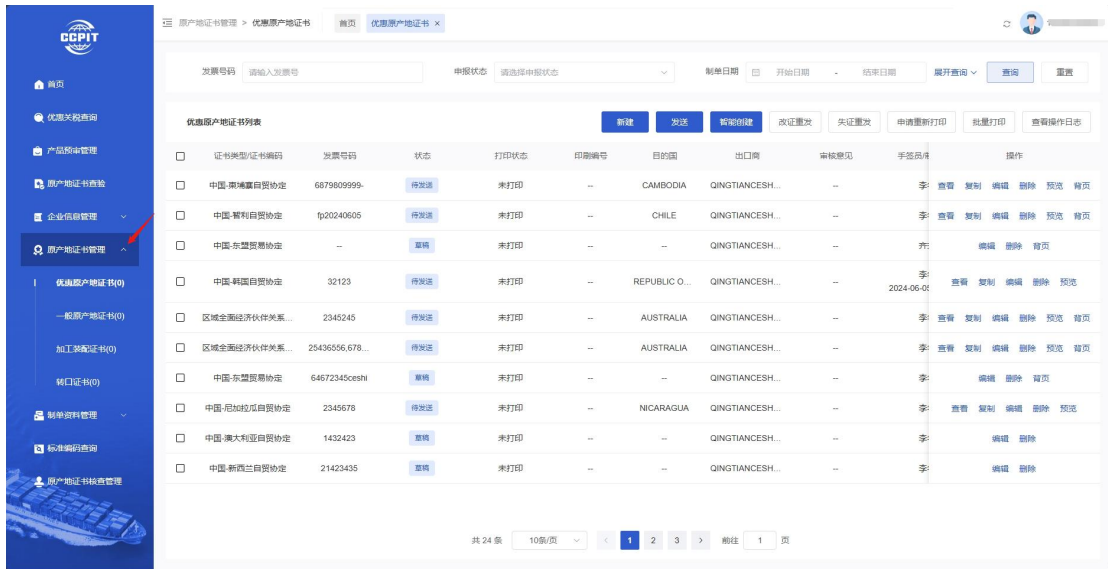 CCPIT
首页
优惠关税查询
产品预审管理
原产地证书查验
企业信息管理
原产地证书管理
优惠原产地证书(0)
一般原产地证书(0)
加工装配证书(0)
转口证书(0)
制单资料管理
标准编码查询
原产地证书核查管理
原产地证书管理 > 优惠原产地证书 首页 优惠原产地证书 ×
发票号码 请输入发票号 申报状态 请选择申报状态 制单日期 开始日期 - 结束日期 展开查询 查询 重置
优惠原产地证书列表 新建 发送 智能创建 改证重发 失证重发 申请重新打印 批量打印 查看操作日志
证书类型/证书编码 发票号码 状态 打印状态 印刷编号 目的国 出口商 审核意见 手签员/ 操作
中国-柬埔寨自贸协定 6879809999- 待发送 未打印 -- CAMBODIA QINGTIANCESH... -- 李 查看 复制 编辑 删除 预览 背页
中国-智利自贸协定 fp20240605 待发送 未打印 -- CHILE QINGTIANCESH... -- 李 查看 复制 编辑 删除 预览 背页
中国-东盟贸易协定 -- 草稿 未打印 -- -- QINGTIANCESH... -- 编辑 删除 背页
中国-韩国自贸协定 32123 待发送 未打印 -- REPUBLIC O... QINGTIANCESH... -- 李 查看 复制 编辑 删除 预览
2024-06-05
区域全面经济伙伴关系... 2345245 待发送 未打印 -- AUSTRALIA QINGTIANCESH... -- 李 查看 复制 编辑 删除 预览 背页
区域全面经济伙伴关系... 25436556,678... 待发送 未打印 -- AUSTRALIA QINGTIANCESH... -- 李 查看 复制 编辑 删除 预览 背页
中国-东盟贸易协定 64672345ceshi 草稿 未打印 -- -- QINGTIANCESH... -- 李 编辑 删除 背页
中国-尼加拉瓜自贸协定 2345678 待发送 未打印 -- NICARAGUA QINGTIANCESH... -- 李 查看 复制 编辑 删除 预览
中国-澳大利亚自贸协定 1432423 草稿 未打印 -- -- QINGTIANCESH... -- 李 编辑 删除
中国-新西兰自贸协定 21423435 草稿 未打印 -- -- QINGTIANCESH... -- 李 编辑 删除
共 24 条 10条/页 < 1 2 3 > 前往 1 页